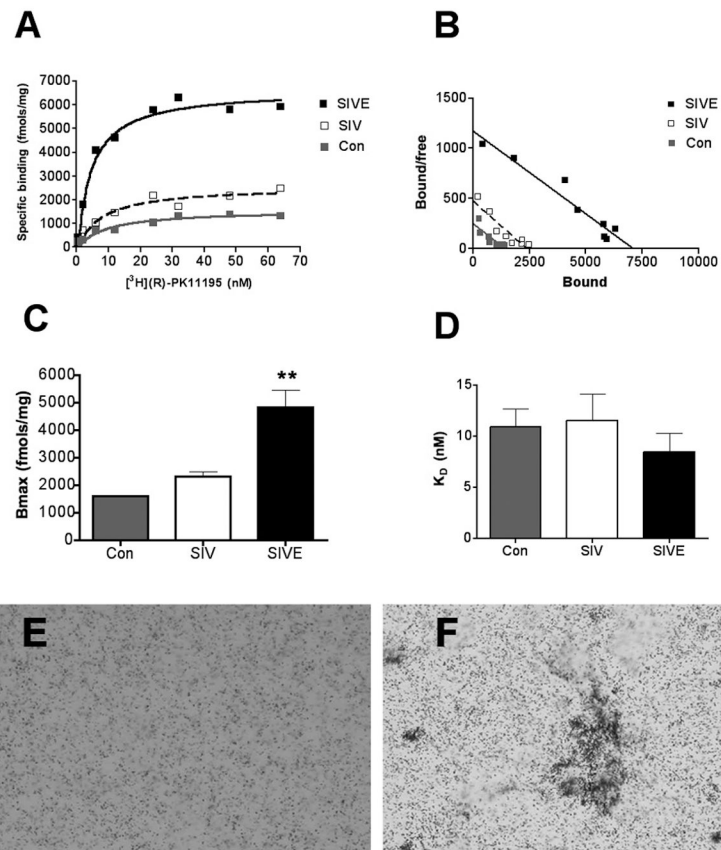 A
Specific binding (fmols/mg)
7000
6000
5000
4000
3000
2000
1000
0
0 10 20 30 40 50 60 70
[³H](R)-PK11195 (nM)
SIVE
SIV
Con
B
Bound/free
1500
1000
500
0
0 2500 5000 7500 10000
Bound
SIVE
SIV
Con
C
Bmax (fmols/mg)
6000
5000
4000
3000
2000
1000
0
**
Con SIV SIVE
D
K_D (nM)
15
10
5
0
Con SIV SIVE
E
F